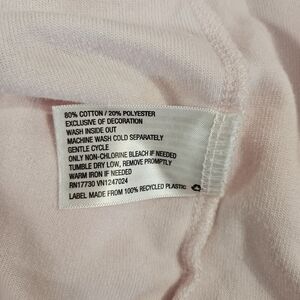 80% COTTON / 20% POLYESTER
EXCLUSIVE OF DECORATION
WASH INSIDE OUT
MACHINE WASH COLD SEPARATELY
GENTLE CYCLE
ONLY NON-CHLORINE BLEACH IF NEEDED
TUMBLE DRY LOW, REMOVE PROMPTLY
WARM IRON IF NEEDED
RN17730 VN1247024
LABEL MADE FROM 100% RECYCLED PLASTIC